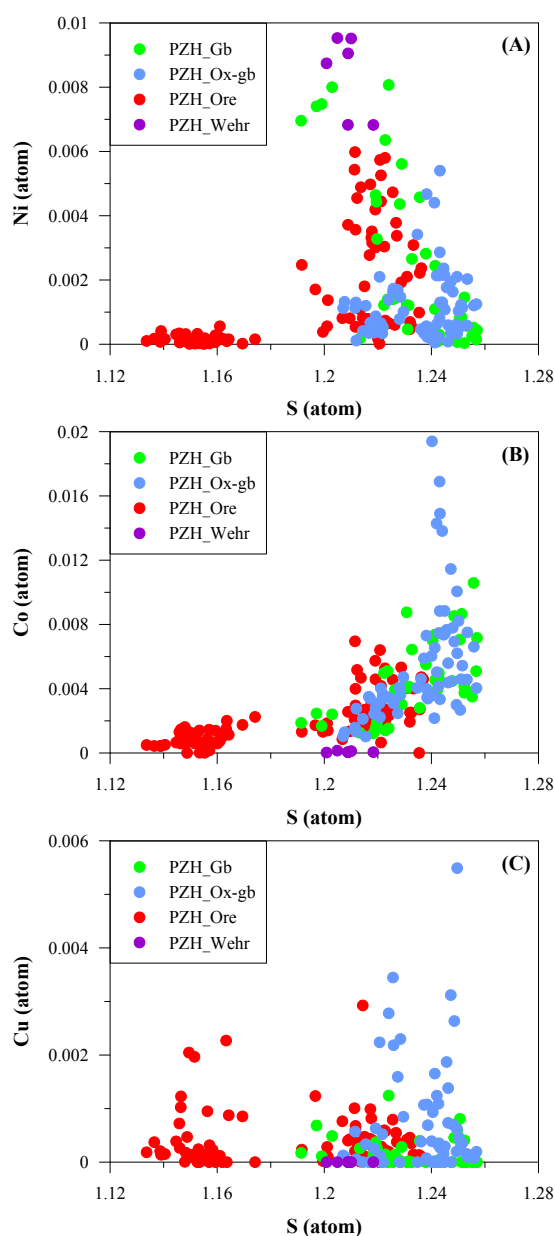 0.01
PZH_Gb
(A)
PZH_Ox-gb
0.008
PZH_Ore
PZH_Wehr
0.006
Ni (atom)
0.004
0.002
0
1.12 1.16 1.2 1.24 1.28
S (atom)
0.02
PZH_Gb
(B)
PZH_Ox-gb
0.016
PZH_Ore
PZH_Wehr
0.012
Co (atom)
0.008
0.004
0
1.12 1.16 1.2 1.24 1.28
S (atom)
0.006
PZH_Gb
(C)
PZH_Ox-gb
PZH_Ore
PZH_Wehr
0.004
Cu (atom)
0.002
0
1.12 1.16 1.2 1.24 1.28
S (atom)